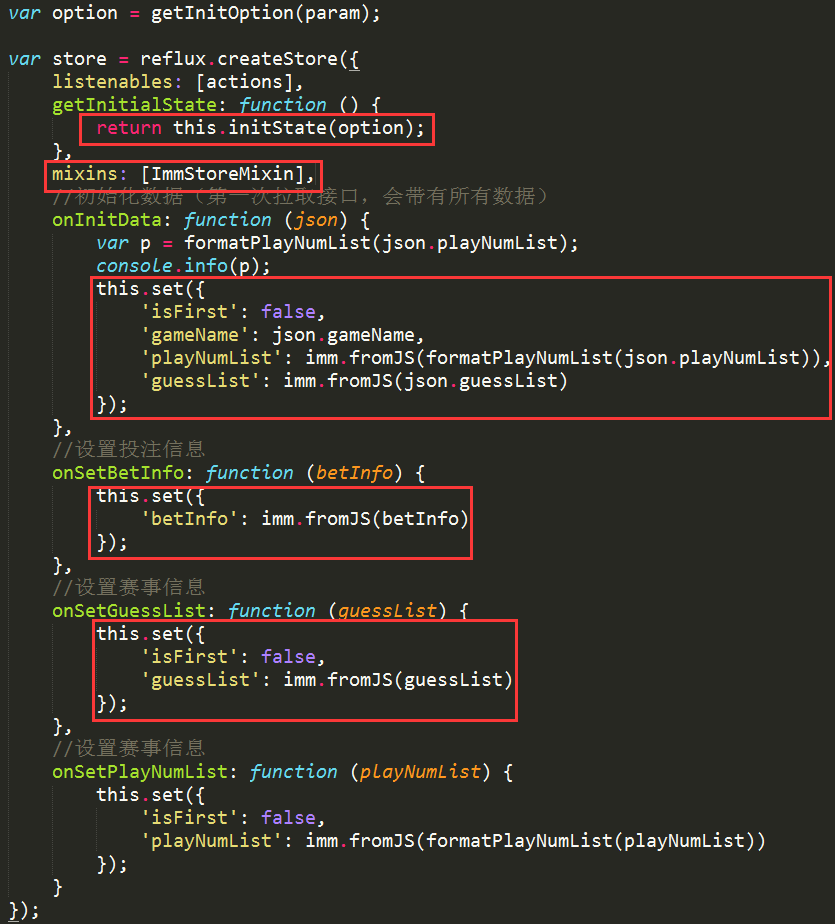 var option = getInitOption(param);
var store = reflux.createStore({
listenables: [actions],
getInitialState: function () {
return this.initState(option);
},
mixins: [ImmStoreMixin],
//初始化数据（第一次拉取接口，会带有所有数据）
onInitData: function (json) {
var p = formatPlayNumList(json.playNumList);
console.info(p);
this.set({
'isFirst': false,
'gameName': json.gameName,
'playNumList': imm.fromJS(formatPlayNumList(json.playNumList)),
'guessList': imm.fromJS(json.guessList)
});
},
//设置投注信息
onSetBetInfo: function (betInfo) {
this.set({
'betInfo': imm.fromJS(betInfo)
});
},
//设置赛事信息
onSetGuessList: function (guessList) {
this.set({
'isFirst': false,
'guessList': imm.fromJS(guessList)
});
},
//设置赛事信息
onSetPlayNumList: function (playNumList) {
this.set({
'isFirst': false,
'playNumList': imm.fromJS(formatPlayNumList(playNumList))
});
}
});